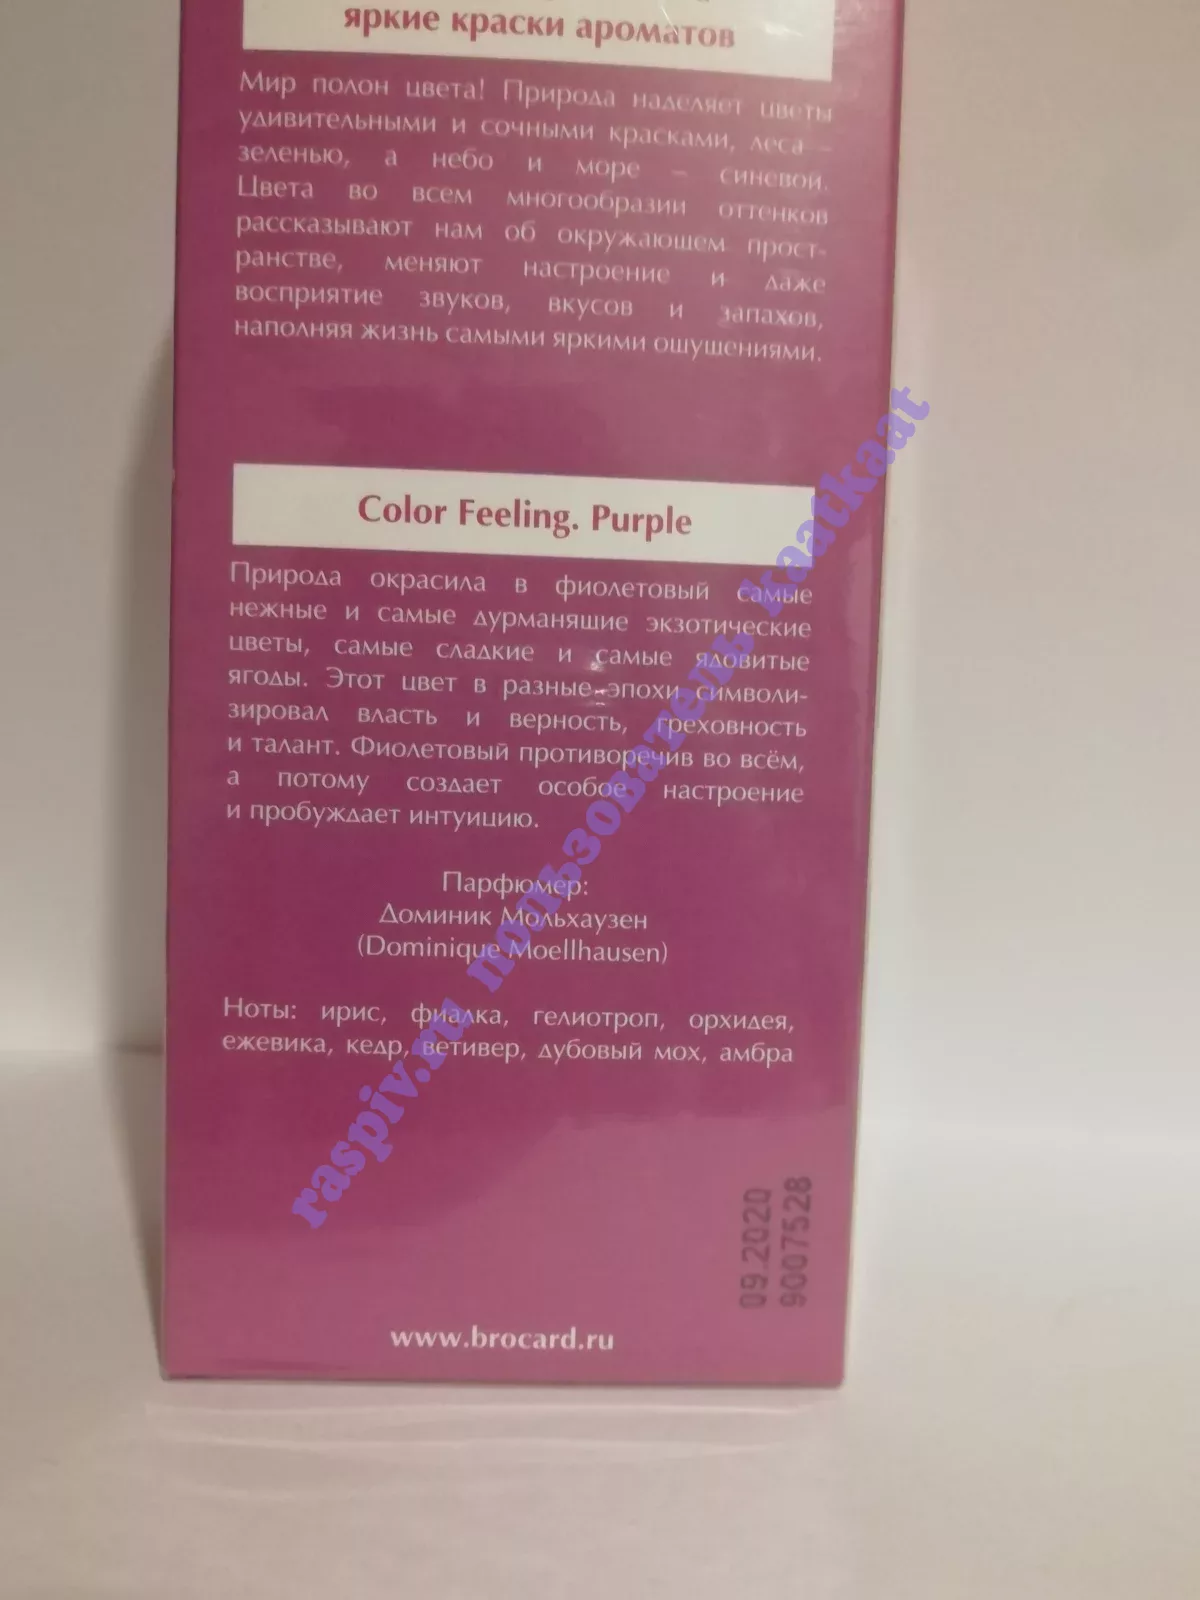 яркие краски ароматов
Мир полон цвета! Природа наделяет цветы
удивительными и сочными красками, леса –
зеленью, а небо и море – синевой.
Цвета во всем многообразии оттенков
рассказывают нам об окружающем прост-
ранстве, меняют настроение и даже
восприятие звуков, вкусов и запахов,
наполняя жизнь самыми яркими ощущениями.
Color Feeling. Purple
Природа окрасила в фиолетовый самые
нежные и самые дурманящие экзотические
цветы, самые сладкие и самые ядовитые
ягоды. Этот цвет в разные эпохи символи-
зировал власть и верность, греховность
и талант. Фиолетовый противоречив во всём,
а потому создает особое настроение
и пробуждает интуицию.
Парфюмер:
Доминик Мольхаузен
(Dominique Moellhausen)
Ноты: ирис, фиалка, гелиотроп, орхидея,
ежевика, кедр, ветивер, дубовый мох, амбра
09.2020
9007528
www.brocard.ru
raspiv.ru пользователь kaatkaat